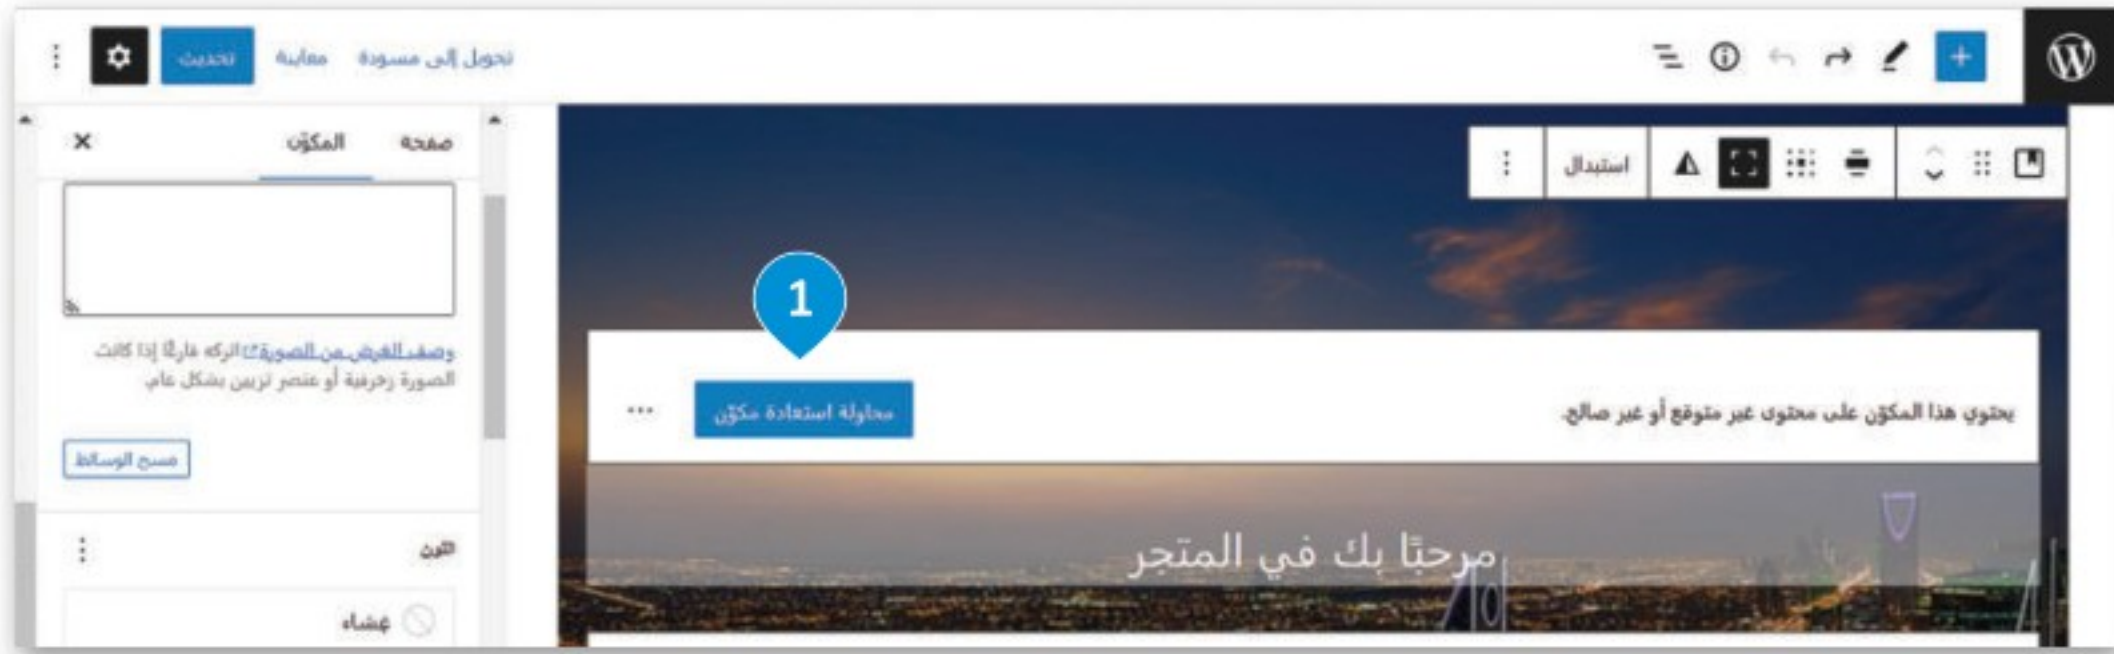 تحويل إلى مسودة
معاينة
تحديث
صفحة
المكوّن
استبدال
1
وصف الغرض من الصورة اتركه فارغًا إذا كانت
الصورة زخرفية أو عنصر تزيين بشكل عام.
يحتوي هذا المكوّن على محتوى غير متوقع أو غير صالح.
محاولة استعادة مكوّن
مسح الوسائط
مرحبًا بك في المتجر
اللون
غشاء